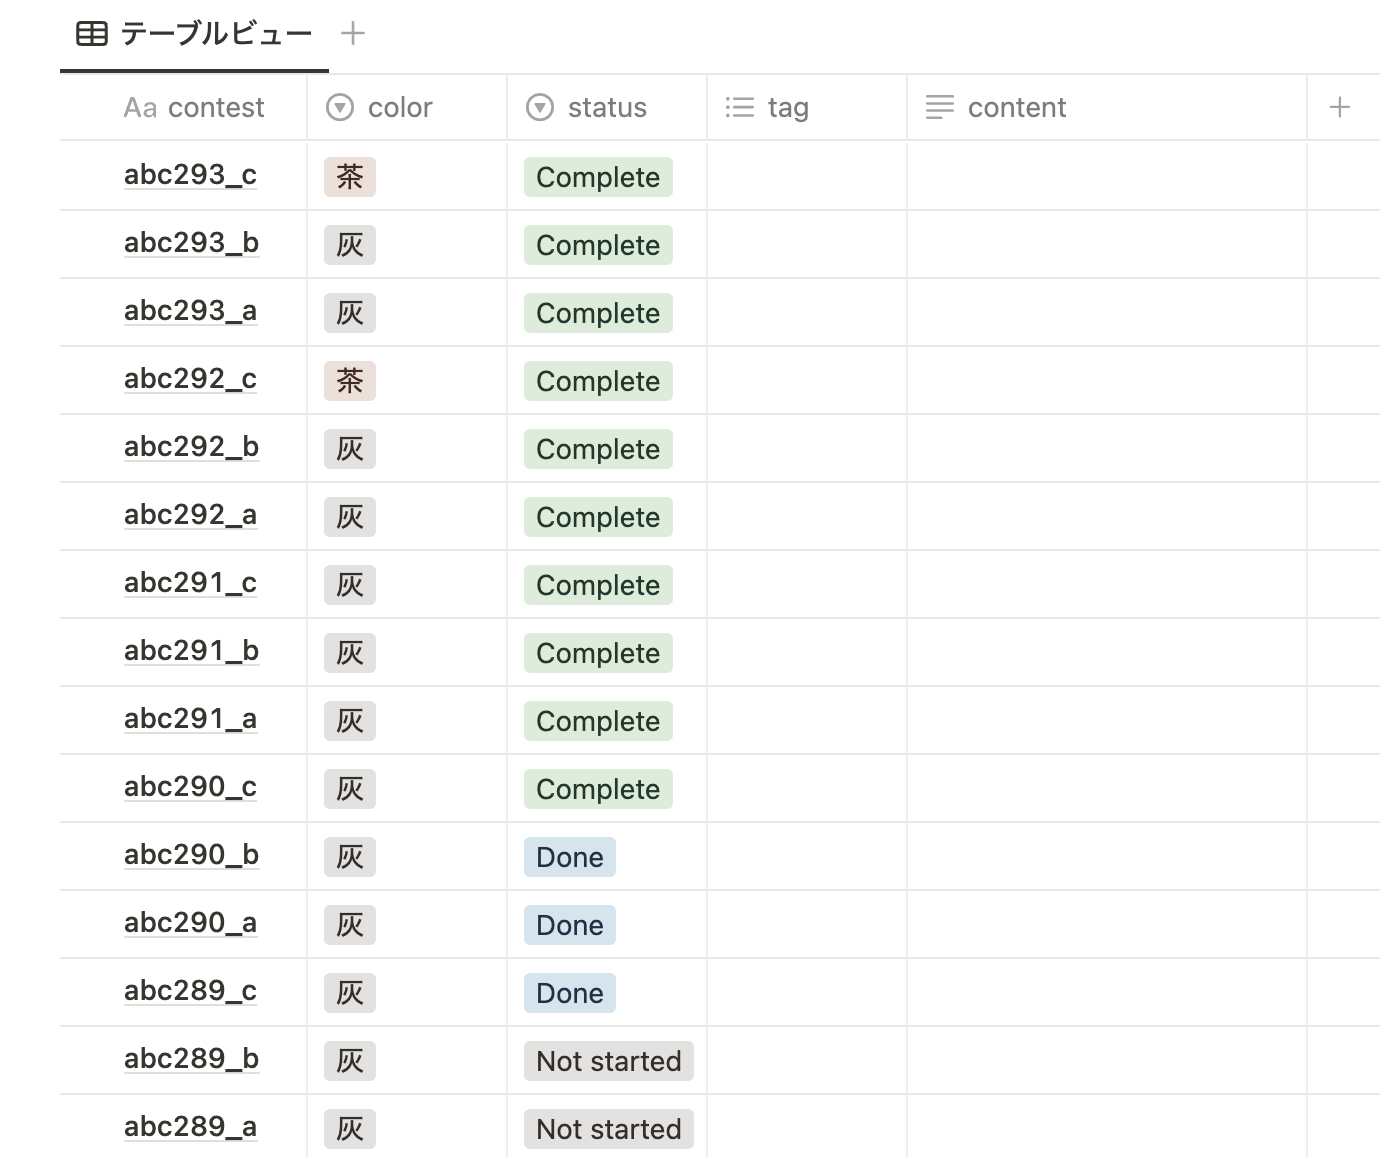 テーブルビュー
Aa contest color status tag content
abc293_c 茶 Complete
abc293_b 灰 Complete
abc293_a 灰 Complete
abc292_c 茶 Complete
abc292_b 灰 Complete
abc292_a 灰 Complete
abc291_c 灰 Complete
abc291_b 灰 Complete
abc291_a 灰 Complete
abc290_c 灰 Complete
abc290_b 灰 Done
abc290_a 灰 Done
abc289_c 灰 Done
abc289_b 灰 Not started
abc289_a 灰 Not started